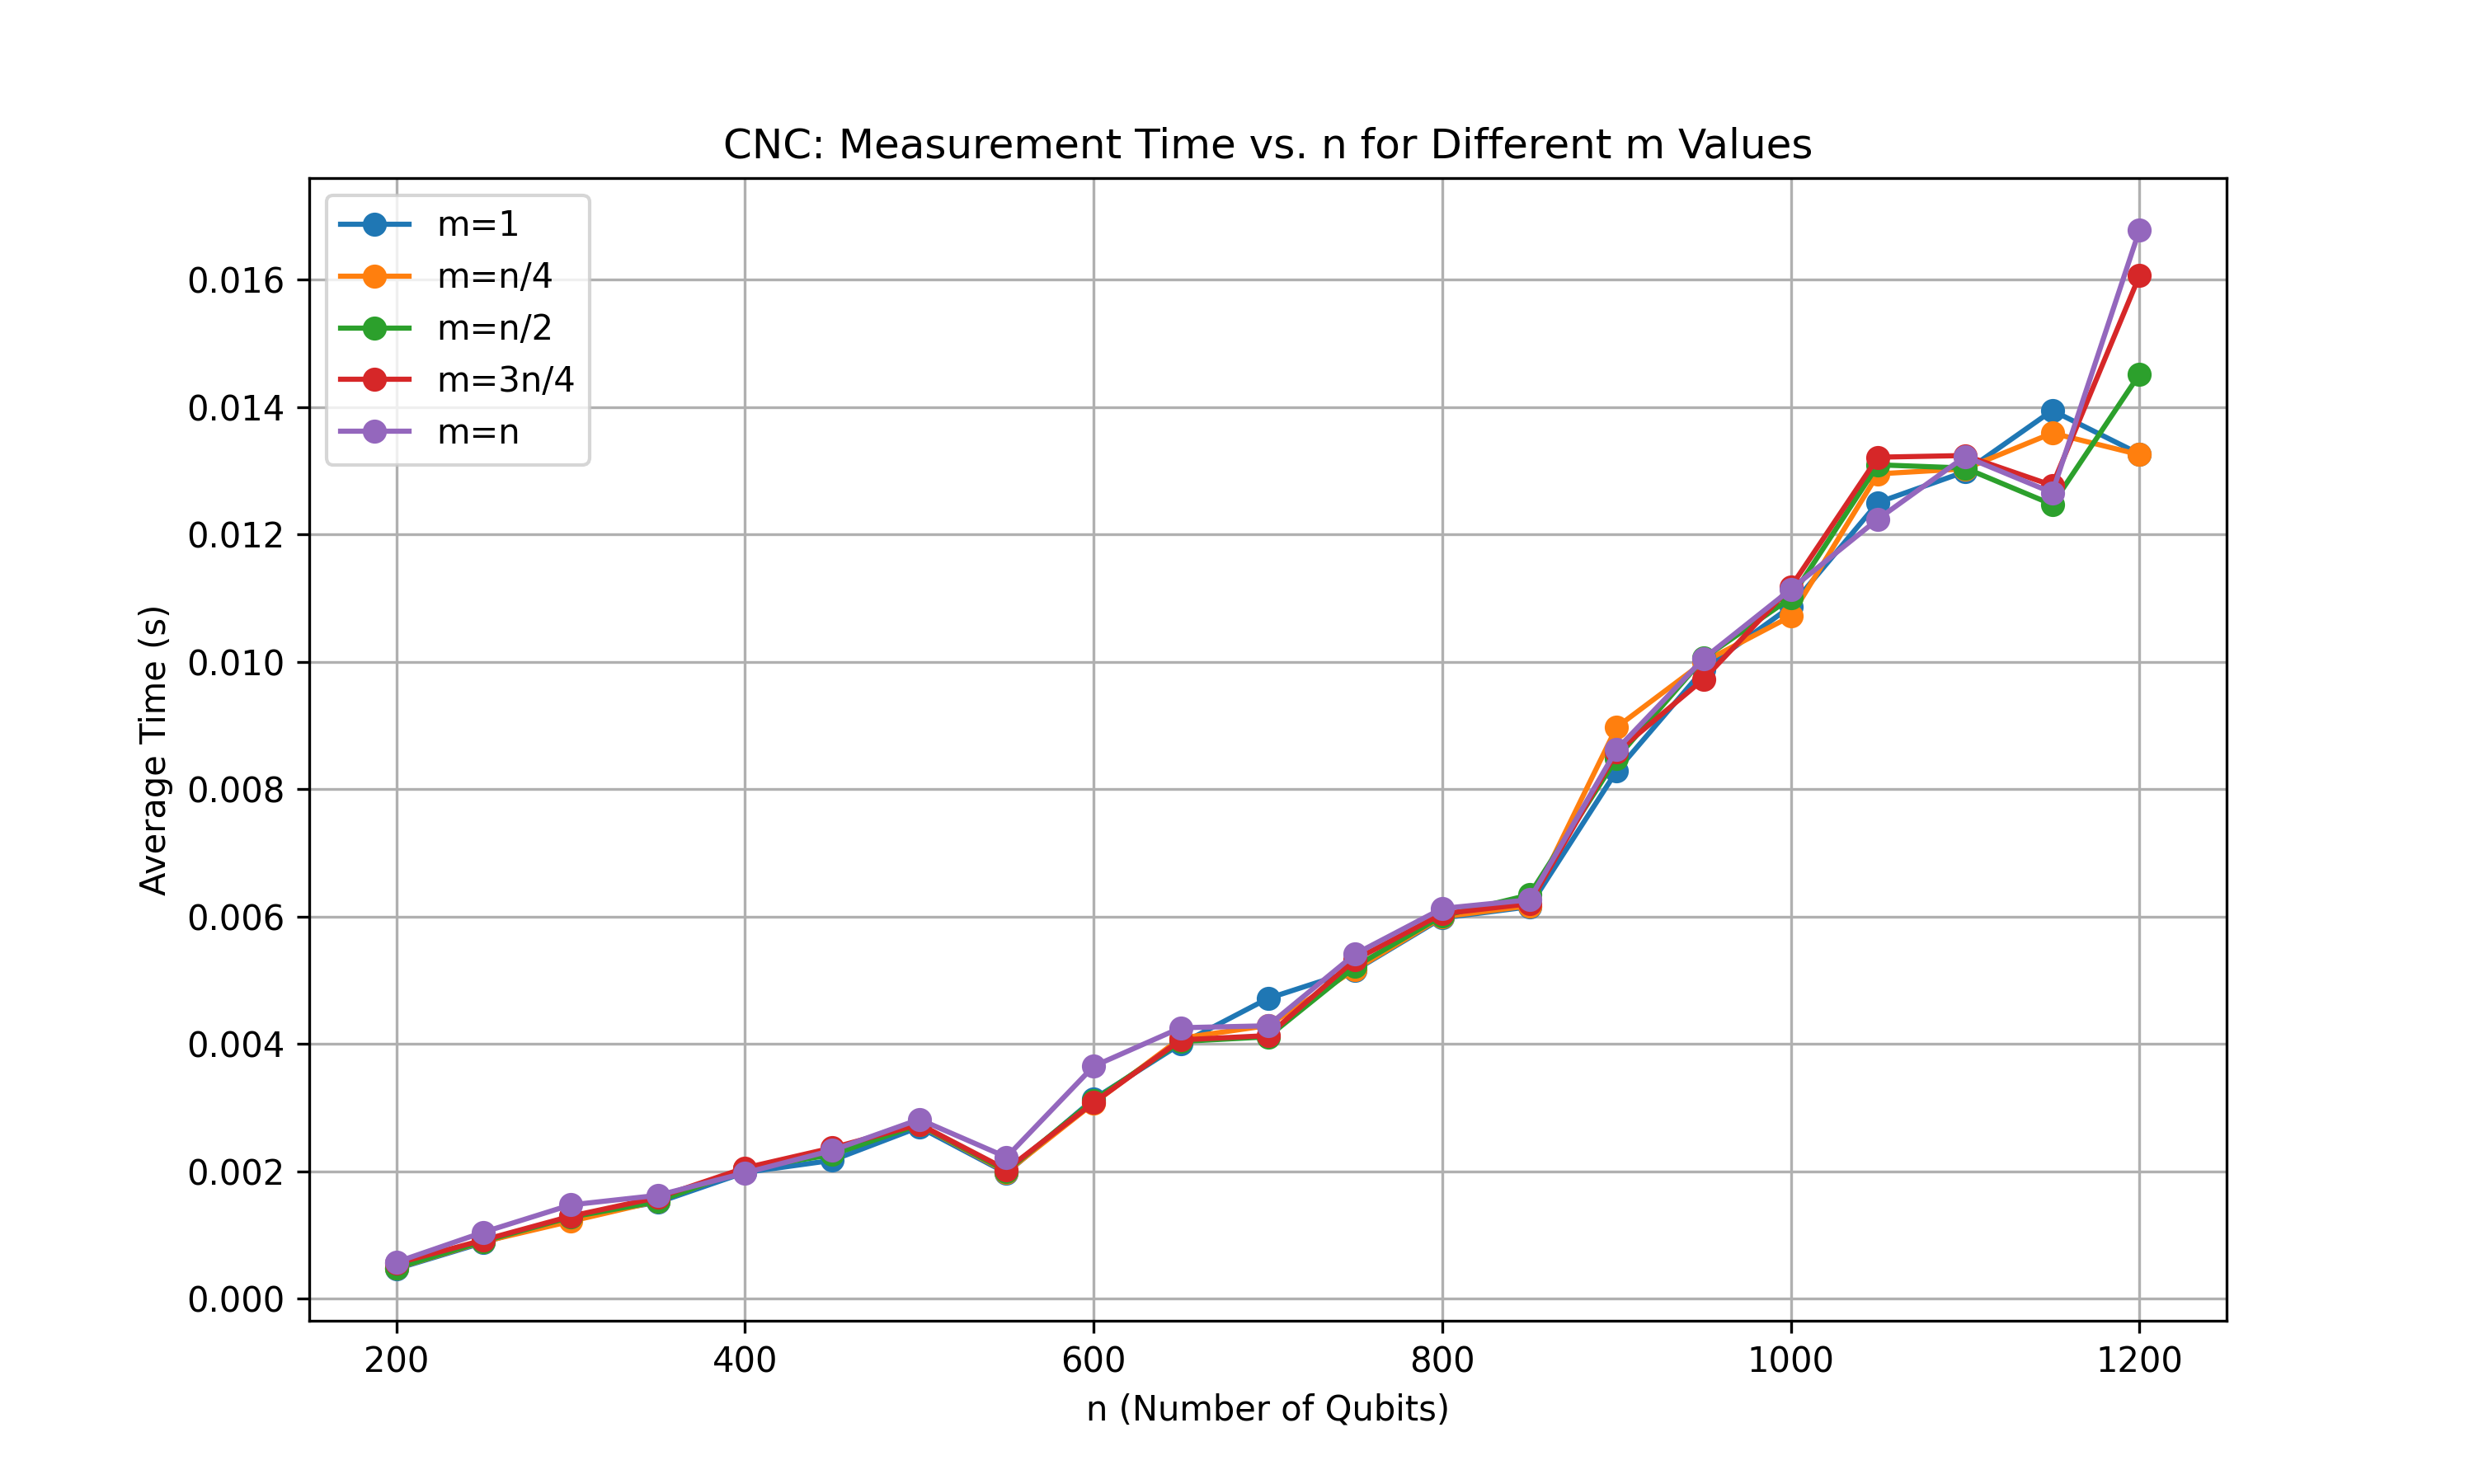 CNC: Measurement Time vs. n for Different m Values
m=1
m=n/4
m=n/2
m=3n/4
m=n
Average Time (s)
0.016
0.014
0.012
0.010
0.008
0.006
0.004
0.002
0.000
200 400 600 800 1000 1200
n (Number of Qubits)